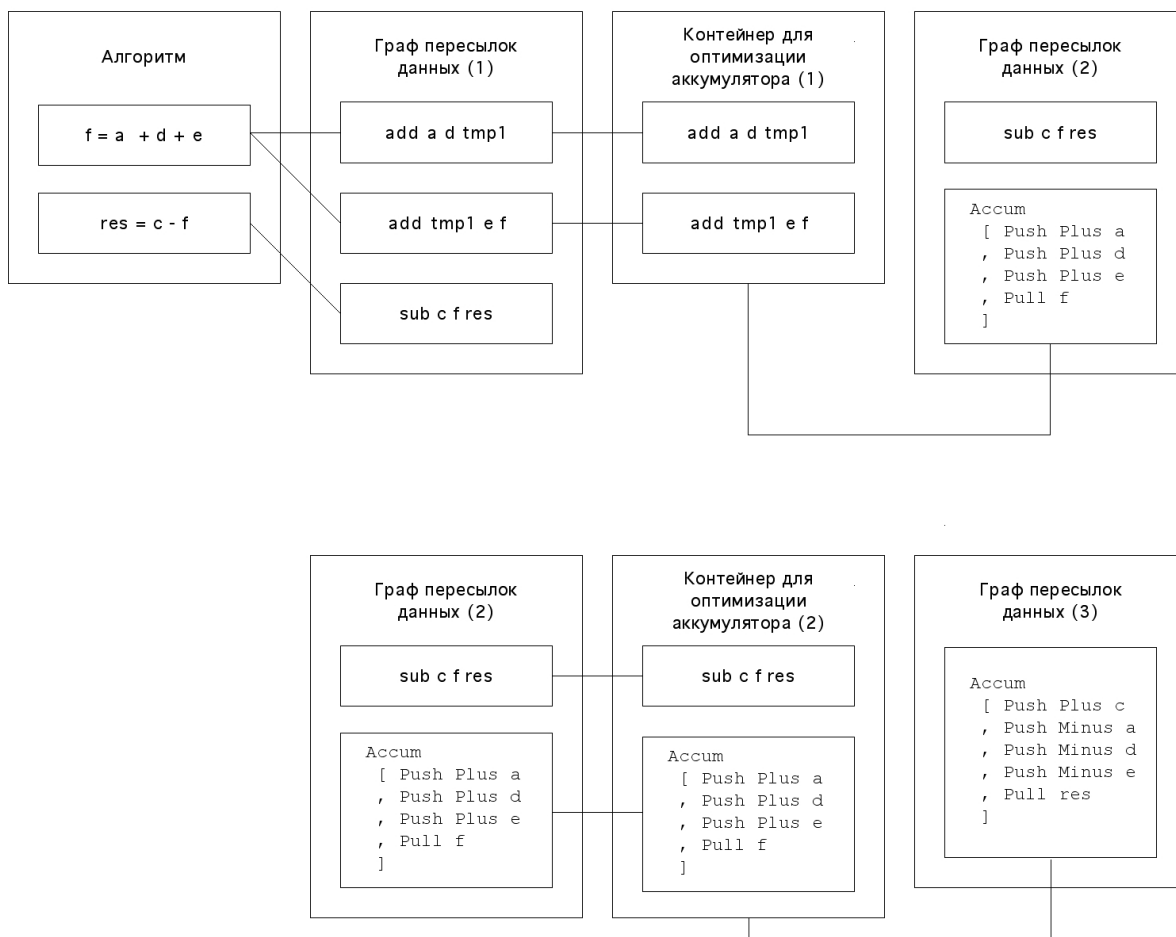 Алгоритм
f = a + d + e
res = c - f
Граф пересылок
данных (1)
add a d tmp1
add tmp1 e f
sub c f res
Контейнер для
оптимизации
аккумулятора (1)
add a d tmp1
add tmp1 e f
Граф пересылок
данных (2)
sub c f res
Accum
[ Push Plus a
, Push Plus d
, Push Plus e
, Pull f
]
Граф пересылок
данных (2)
sub c f res
Accum
[ Push Plus a
, Push Plus d
, Push Plus e
, Pull f
]
Контейнер для
оптимизации
аккумулятора (2)
sub c f res
Accum
[ Push Plus a
, Push Plus d
, Push Plus e
, Pull f
]
Граф пересылок
данных (3)
Accum
[ Push Plus c
, Push Minus a
, Push Minus d
, Push Minus e
, Pull res
]